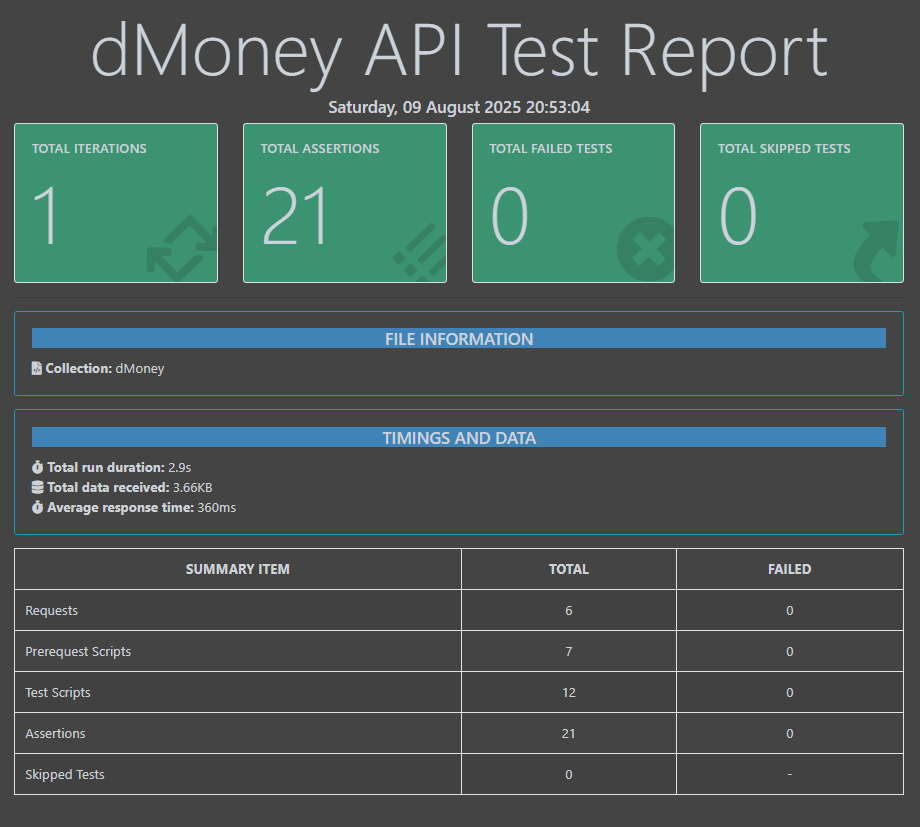 dMoney API Test Report
Saturday, 09 August 2025 20:53:04
TOTAL ITERATIONS
1
TOTAL ASSERTIONS
21
TOTAL FAILED TESTS
0
TOTAL SKIPPED TESTS
0
FILE INFORMATION
Collection: dMoney
TIMINGS AND DATA
Total run duration: 2.9s
Total data received: 3.66KB
Average response time: 360ms
SUMMARY ITEM TOTAL FAILED
Requests 6 0
Prerequest Scripts 7 0
Test Scripts 12 0
Assertions 21 0
Skipped Tests 0 -